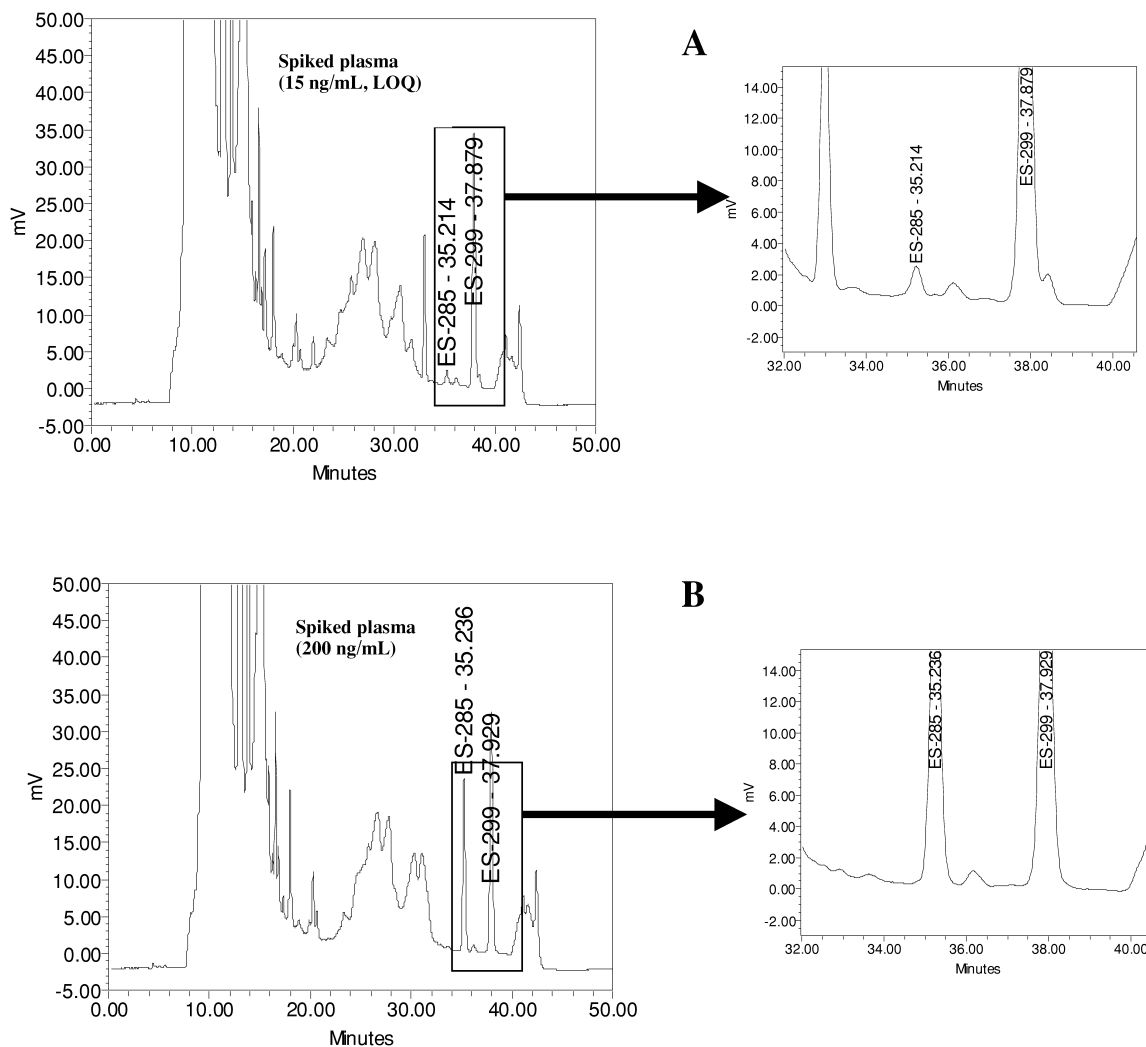 A
50.00
45.00
40.00
35.00
30.00
25.00
20.00
15.00
10.00
5.00
0.00
-5.00
mV
Spiked plasma
(15 ng/mL, LOQ)
ES-285 - 35.214
ES-299 - 37.879
0.00 10.00 20.00 30.00 40.00 50.00
Minutes
14.00
12.00
10.00
8.00
6.00
4.00
2.00
0.00
-2.00
mV
ES-285 - 35.214
ES-299 - 37.879
32.00 34.00 36.00 38.00 40.00
Minutes
B
50.00
45.00
40.00
35.00
30.00
25.00
20.00
15.00
10.00
5.00
0.00
-5.00
mV
Spiked plasma
(200 ng/mL)
ES-285 - 35.236
ES-299 - 37.929
0.00 10.00 20.00 30.00 40.00 50.00
Minutes
14.00
12.00
10.00
8.00
6.00
4.00
2.00
0.00
-2.00
mV
ES-285 - 35.236
ES-299 - 37.929
32.00 34.00 36.00 38.00 40.00
Minutes